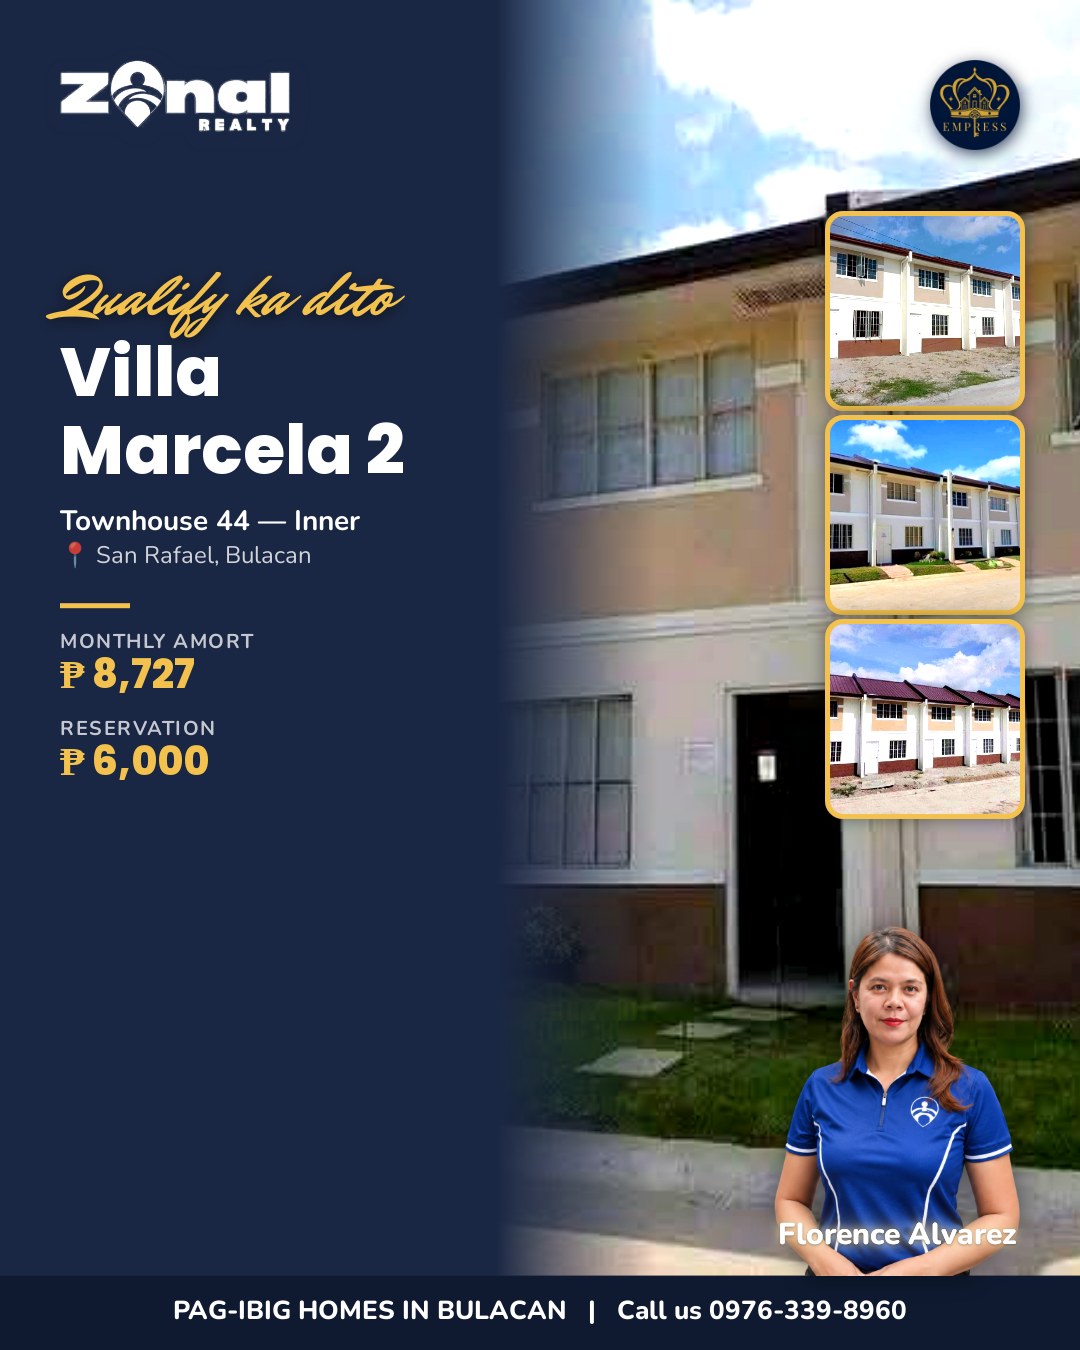 Zonal
REALTY
EMPRESS
Qualify ka dito
Villa
Marcela 2
Townhouse 44 — Inner
📍 San Rafael, Bulacan
MONTHLY AMORT
₱ 8,727
RESERVATION
₱ 6,000
Florence Alvarez
PAG-IBIG HOMES IN BULACAN | Call us 0976-339-8960